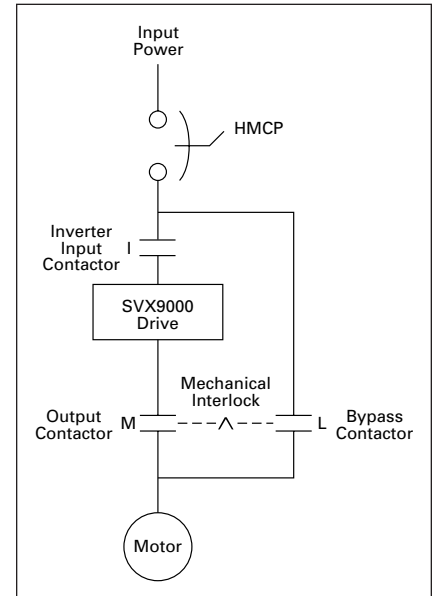 Input
Power
HMCP
Inverter
Input
Contactor
I
SVX9000
Drive
Mechanical
Interlock
Output
Contactor
M
L
Bypass
Contactor
Motor